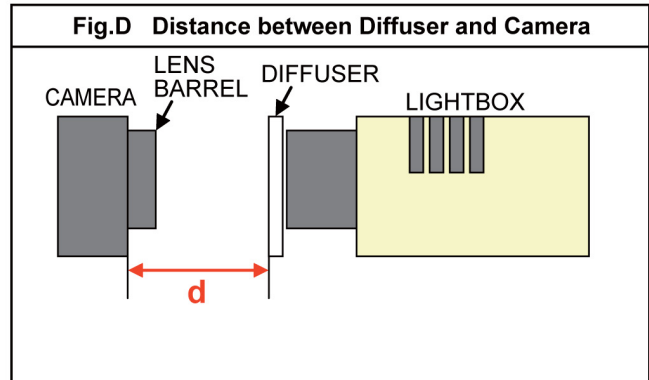 Fig.D Distance between Diffuser and Camera
CAMERA
LENS
BARREL
DIFFUSER
LIGHTBOX
d